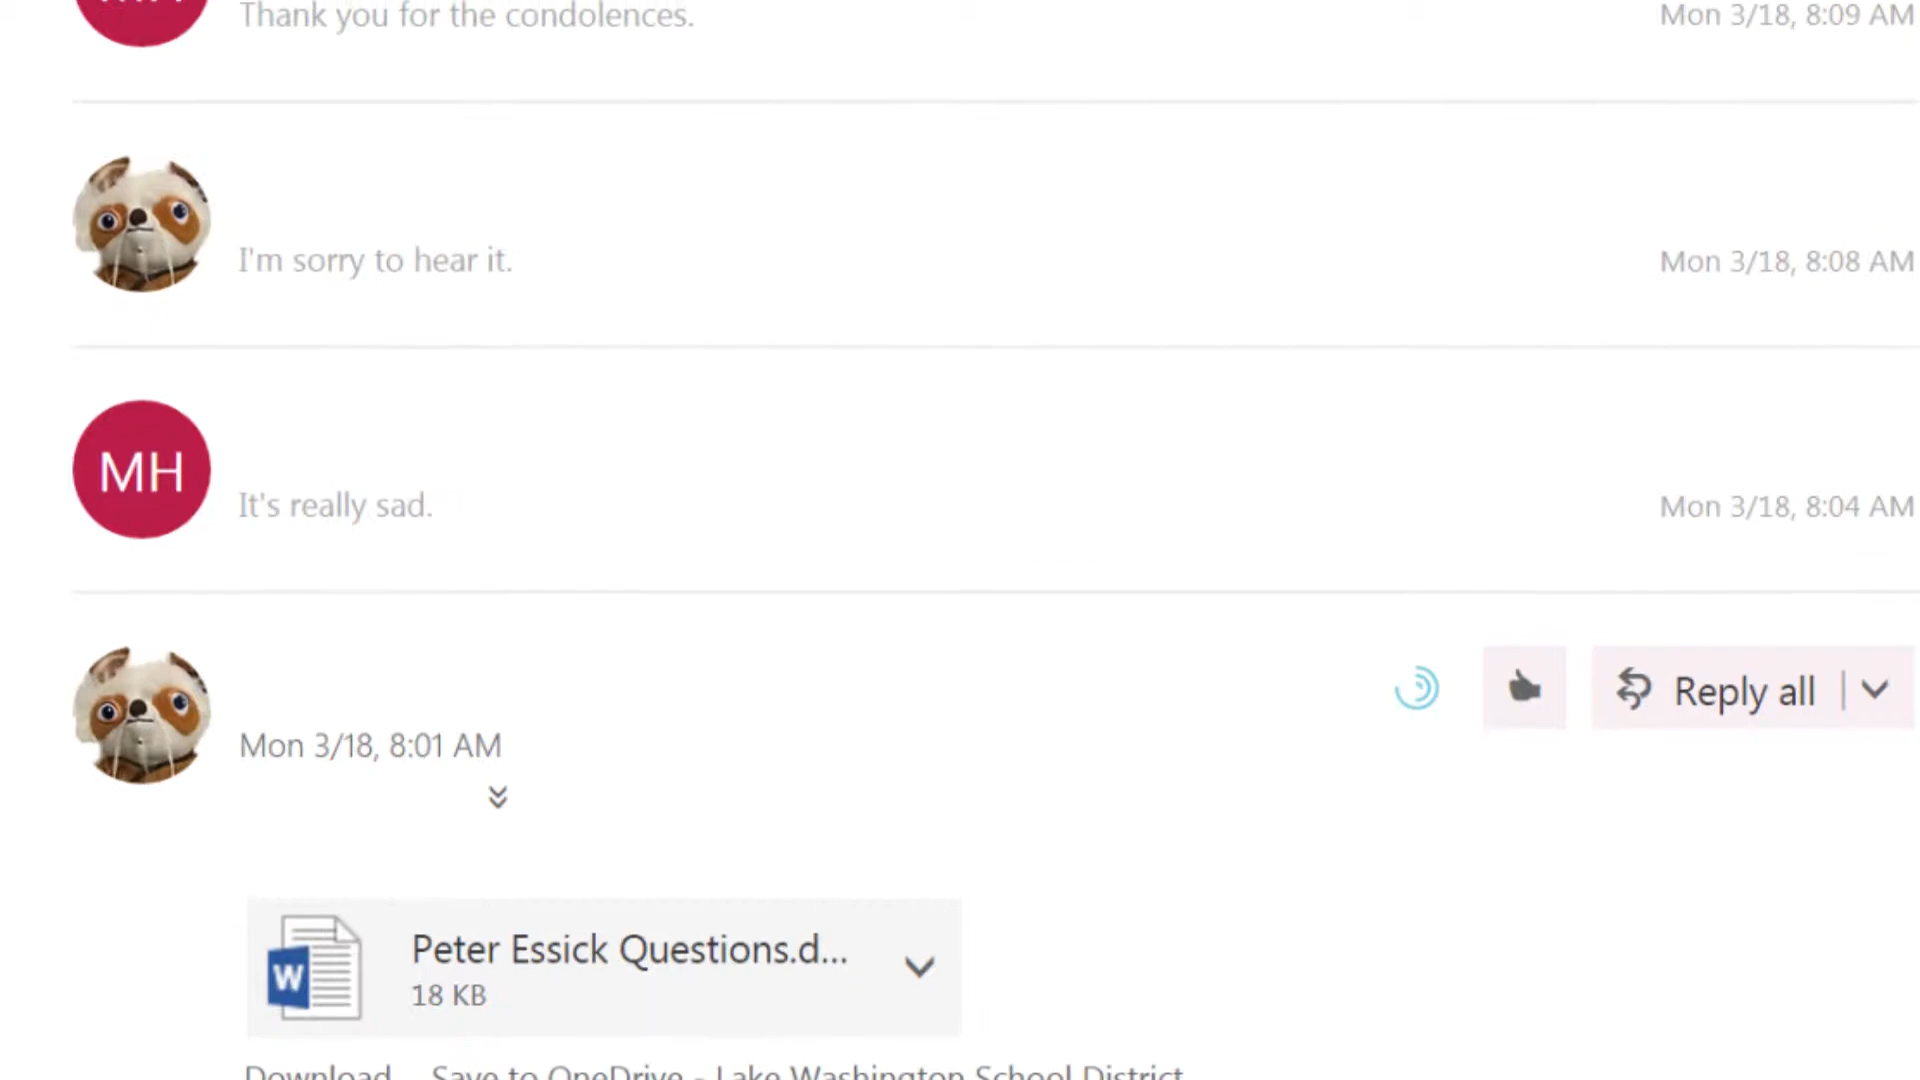 Thank you for the condolences.
Mon 3/18, 8:09 AM
I'm sorry to hear it.
Mon 3/18, 8:08 AM
MH
It's really sad.
Mon 3/18, 8:04 AM
Reply all
Mon 3/18, 8:01 AM
W
Peter Essick Questions.d...
18 KB
Download Save to OneDrive - Lake Washington School District